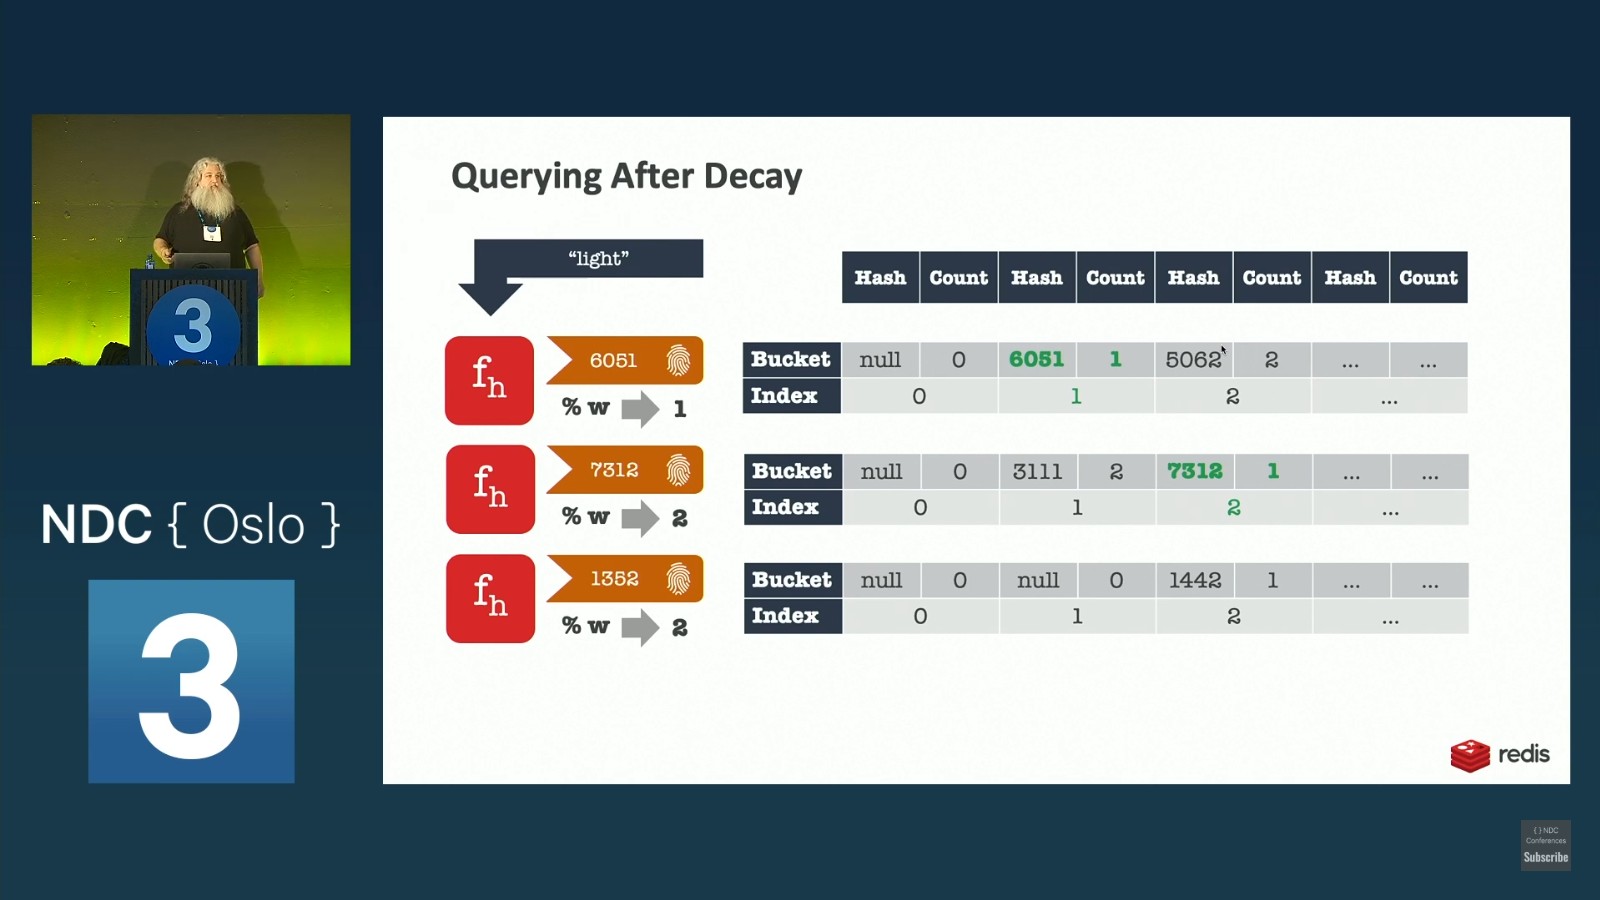 Querying After Decay
"light"
Hash Count Hash Count Hash Count Hash Count
fh 6051
% w 1
Bucket null 0 6051 1 5062 2 ... ...
Index 0 1 2 ...
fh 7312
% w 2
Bucket null 0 3111 2 7312 1 ... ...
Index 0 1 2 ...
fh 1352
% w 2
Bucket null 0 null 0 1442 1 ... ...
Index 0 1 2 ...
redis
3
NDC { Oslo }
3
{ } NDC
Conferences
Subscribe